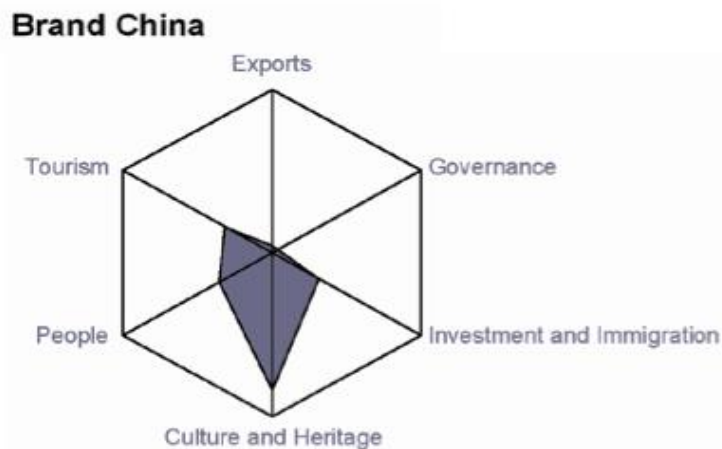 Brand China
Exports
Tourism
Governance
People
Investment and Immigration
Culture and Heritage